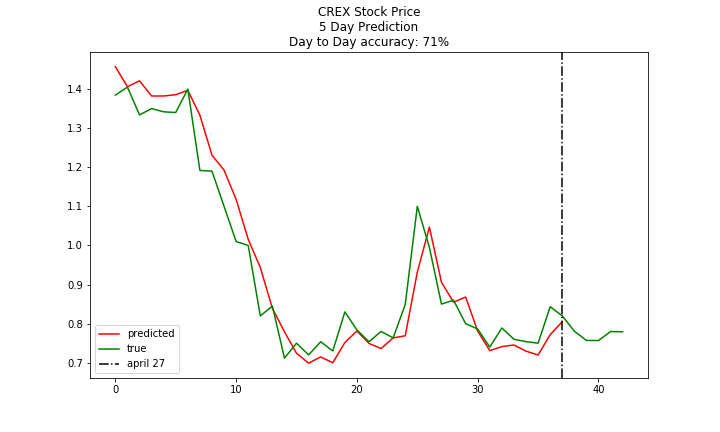 CREX Stock Price
5 Day Prediction
Day to Day accuracy: 71%
1.4
1.3
1.2
1.1
1.0
0.9
0.8
0.7
predicted
true
april 27
0 10 20 30 40